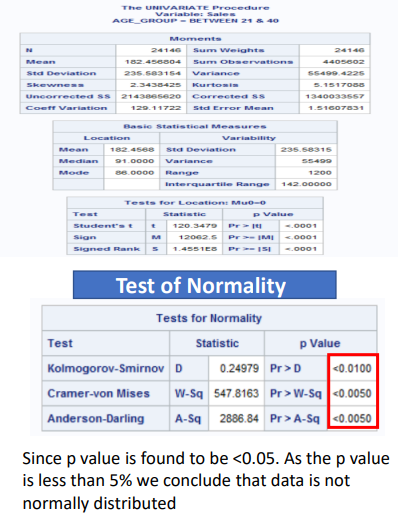 The UNIVARIATE Procedure
Variable: Sales
AGE_GROUP = BETWEEN 21 & 40
Moments
N 24146 Sum Weights 24146
Mean 182.456804 Sum Observations 4405602
Std Deviation 235.583154 Variance 55499.4225
Skewness 2.3438425 Kurtosis 5.1517088
Uncorrected SS 2143865620 Corrected SS 1340033557
Coeff Variation 129.11722 Std Error Mean 1.51607831
Basic Statistical Measures
Location Variability
Mean 182.4568 Std Deviation 235.58315
Median 91.0000 Variance 55499
Mode 86.0000 Range 1200
Interquartile Range 142.00000
Tests for Location: Mu0=0
Test Statistic p Value
Student's t t 120.3479 Pr > |t| <.0001
Sign M 12062.5 Pr >= |M| <.0001
Signed Rank S 1.4551E8 Pr >= |S| <.0001
Test of Normality
Tests for Normality
Test Statistic p Value
Kolmogorov-Smirnov D 0.24979 Pr > D <0.0100
Cramer-von Mises W-Sq 547.8163 Pr > W-Sq <0.0050
Anderson-Darling A-Sq 2886.84 Pr > A-Sq <0.0050
Since p value is found to be <0.05. As the p value
is less than 5% we conclude that data is not
normally distributed